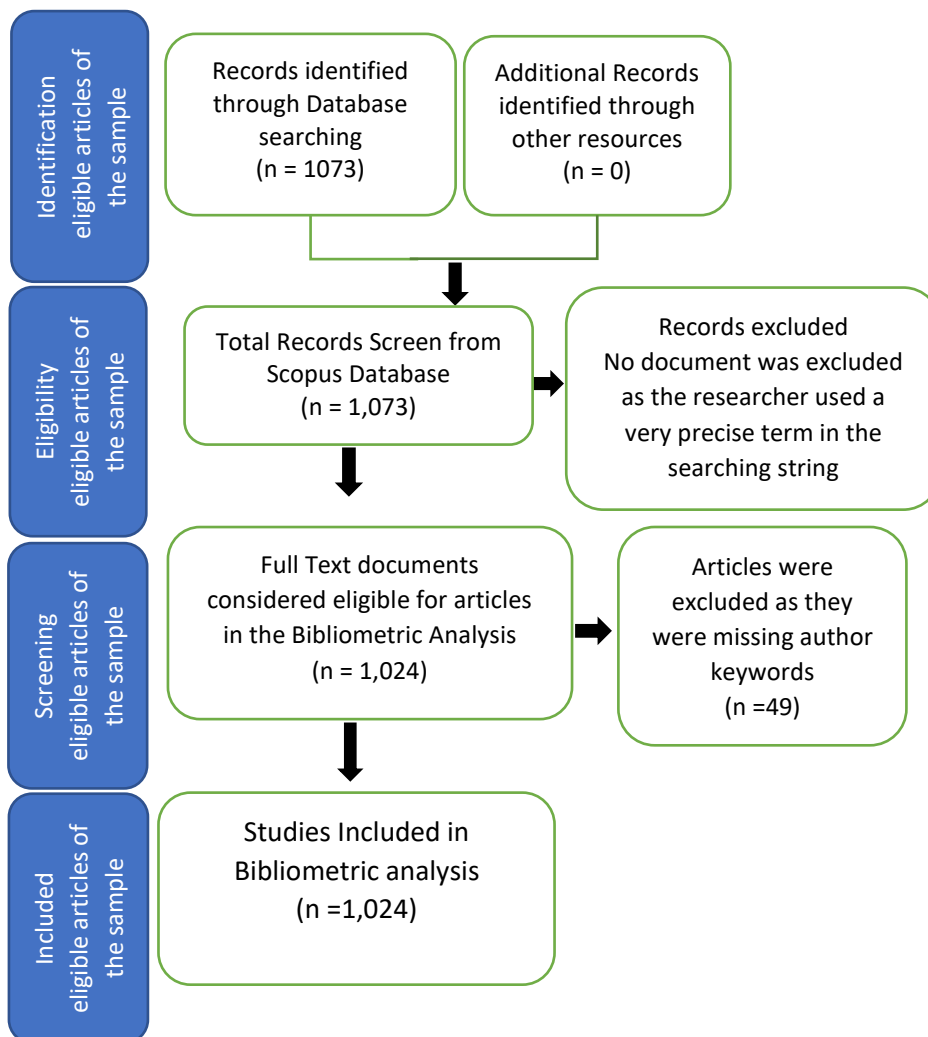 Identification
eligible articles of
the sample
Records identified
through Database
searching
(n = 1073)
Additional Records
identified through
other resources
(n = 0)
Eligibility
eligible articles of
the sample
Total Records Screen from
Scopus Database
(n = 1,073)
Records excluded
No document was excluded
as the researcher used a
very precise term in the
searching string
Screening
eligible articles of
the sample
Full Text documents
considered eligible for articles
in the Bibliometric Analysis
(n = 1,024)
Articles were
excluded as they
were missing author
keywords
(n =49)
Included
eligible articles of
the sample
Studies Included in
Bibliometric analysis
(n =1,024)